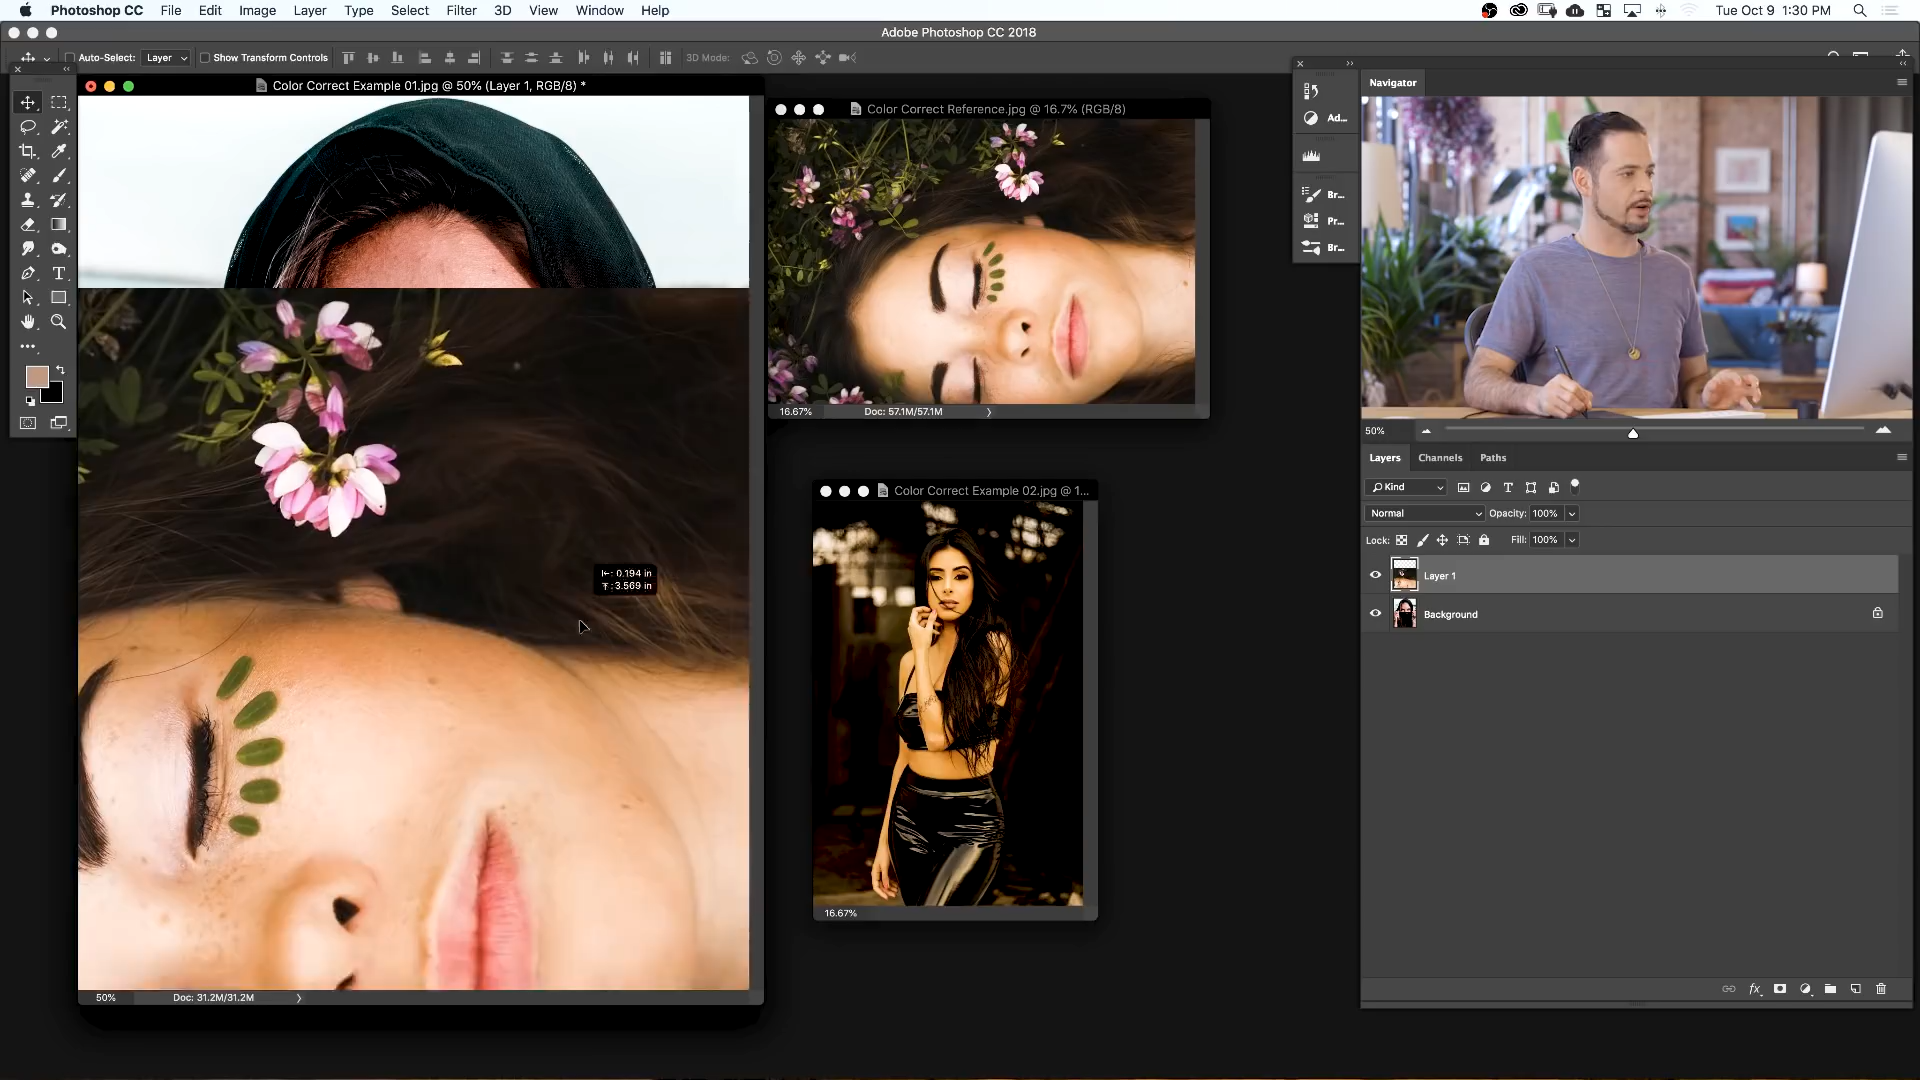 Photoshop CC File Edit Image Layer Type Select Filter 3D View Window Help Tue Oct 9 1:30 PM
Adobe Photoshop CC 2018
Auto-Select: Layer Show Transform Controls 3D Mode:
Color Correct Example 01.jpg @ 50% (Layer 1, RGB/8) *
Color Correct Reference.jpg @ 16.7% (RGB/8)
Navigator
Ad...
Br...
Pr...
Br...
16.67% Doc: 57.1M/57.1M
50%
Layers Channels Paths
Kind
Color Correct Example 02.jpg @ 1...
Normal Opacity: 100%
Lock: Fill: 100%
Layer 1
Background
: 0.194 in
: 3.569 in
16.67%
50% Doc: 31.2M/31.2M
fx